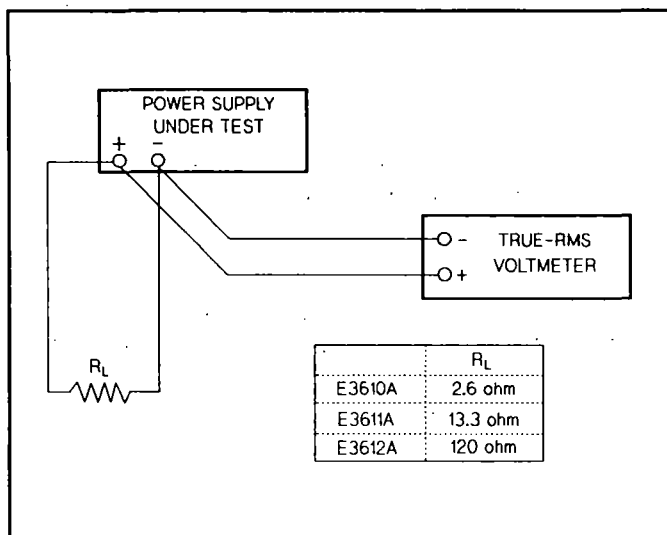 POWER SUPPLY
UNDER TEST
+ -
- TRUE-RMS
+ VOLTMETER
RL
RL
E3610A 2.6 ohm
E3611A 13.3 ohm
E3612A 120 ohm